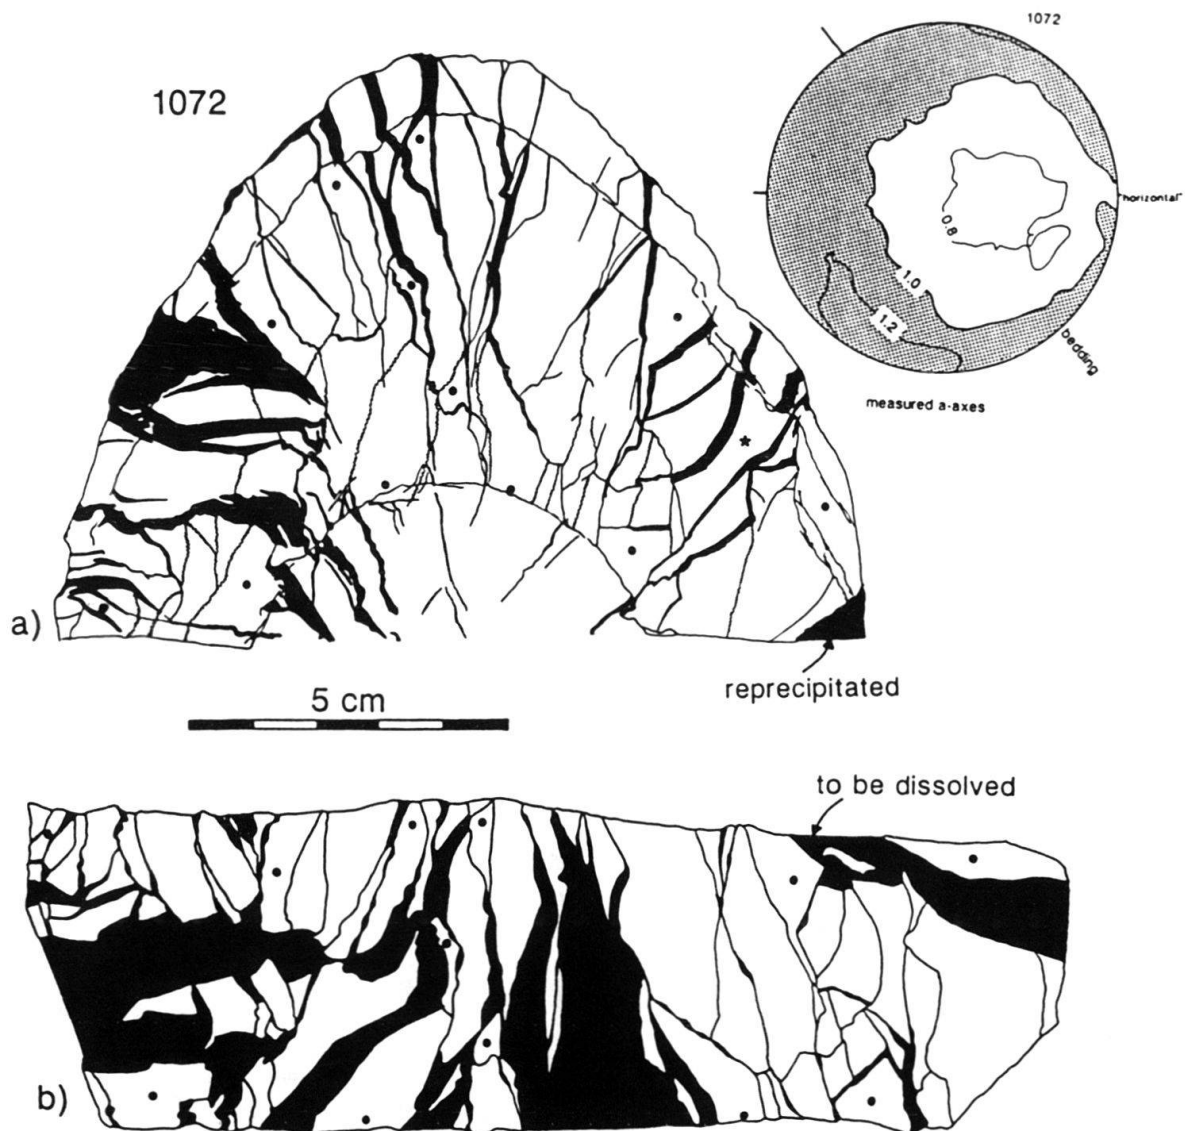 1072
1072
"horizontal"
0.8
1.0
1.2
bedding
measured a-axes
a)
reprecipitated
5 cm
to be dissolved
b)